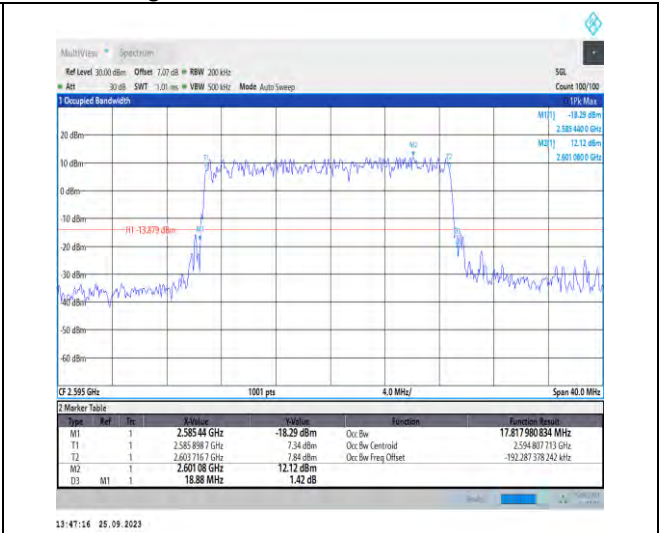 MultiView Spectrum
Ref Level 30.00 dBm Offset 7.07 dB RBW 200 kHz SGL
Att 30 dB SWT 1.01 ms VBW 500 kHz Mode Auto Sweep Count 100/100
1 Occupied Bandwidth 1Pk Max
M1[1] -18.29 dBm
2.585 440 0 GHz
M2[1] 12.12 dBm
2.601 080 0 GHz
20 dBm
M2
T1 T2
10 dBm
0 dBm
-10 dBm
H1 -13.879 dBm M1
-20 dBm
-30 dBm
-40 dBm
-50 dBm
-60 dBm
CF 2.595 GHz 1001 pts 4.0 MHz/ Span 40.0 MHz
2 Marker Table
Type Ref Trc X-Value Y-Value Function Function Result
M1 1 2.585 44 GHz -18.29 dBm Occ Bw 17.817 980 834 MHz
T1 1 2.585 898 7 GHz 7.34 dBm Occ Bw Centroid 2.594 807 713 GHz
T2 1 2.603 716 7 GHz 7.84 dBm Occ Bw Freq Offset -192.287 378 242 kHz
M2 1 2.601 08 GHz 12.12 dBm
D3 M1 1 18.88 MHz 1.42 dB
13:47:16 25.09.2023